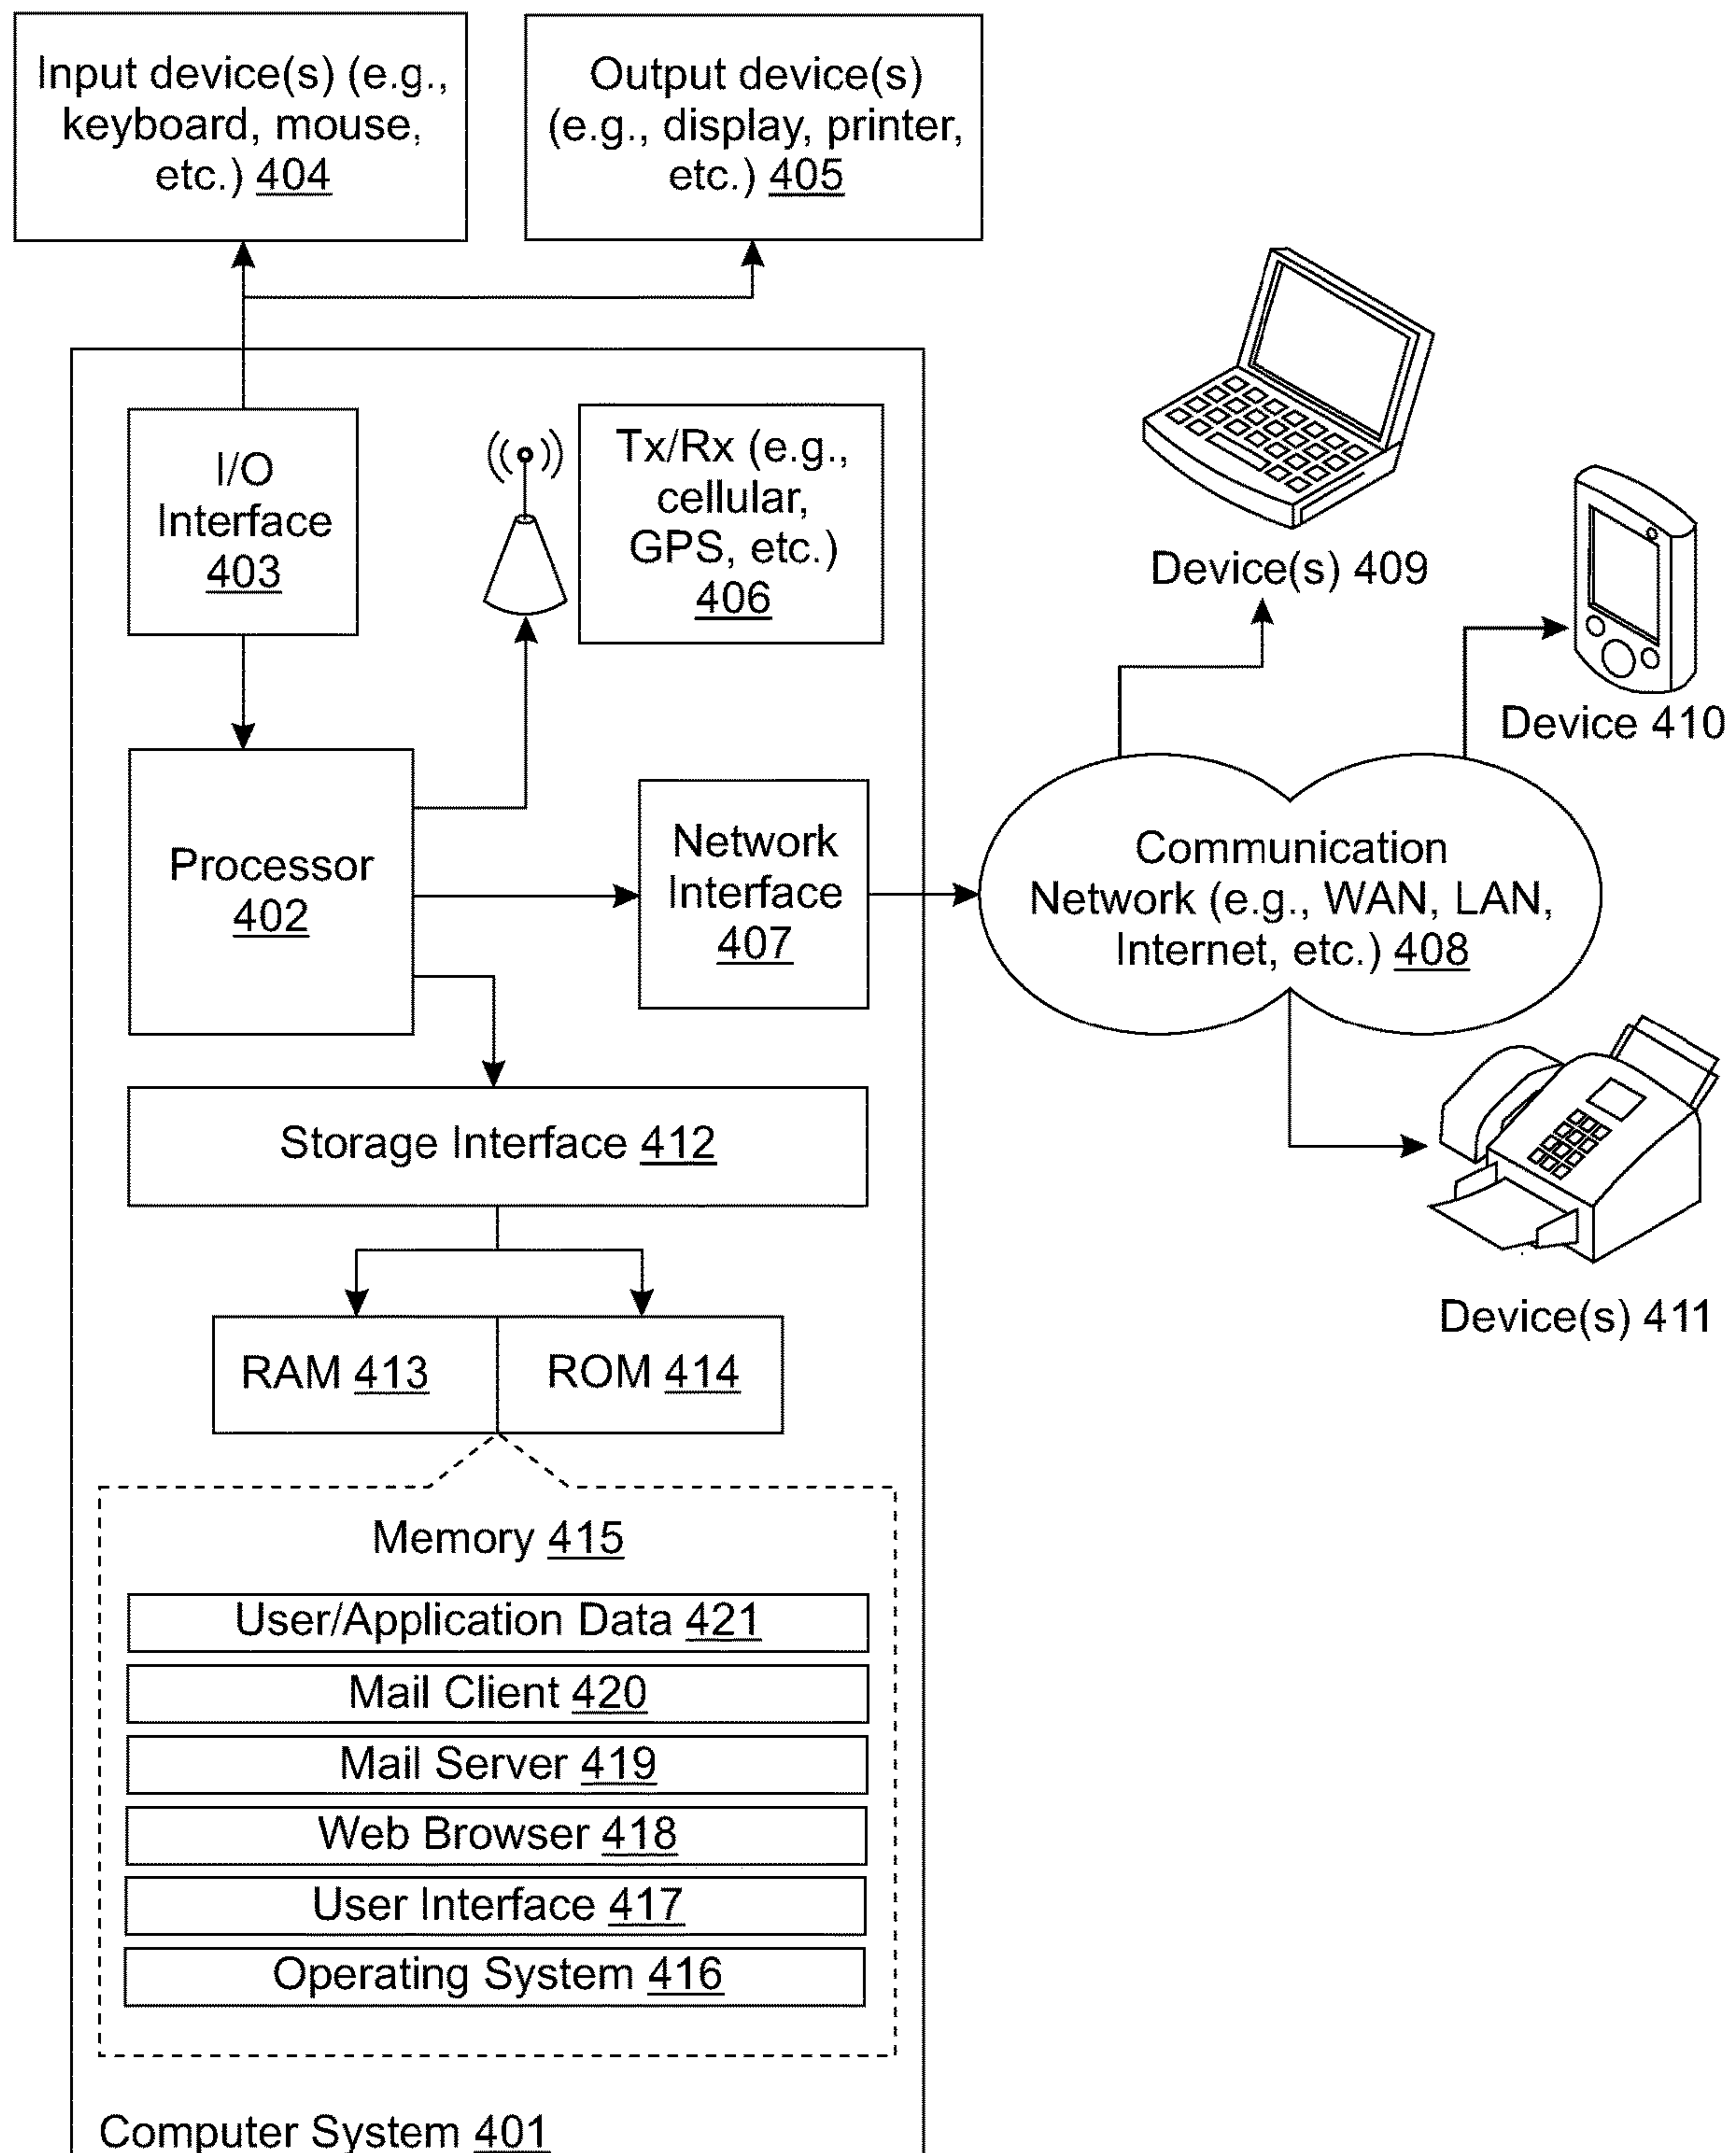 Input device(s) (e.g.,
keyboard, mouse,
etc.) 404
Output device(s)
(e.g., display, printer,
etc.) 405
I/O
Interface
403
Tx/Rx (e.g.,
cellular,
GPS, etc.)
406
Device(s) 409
Device 410
Processor
402
Network
Interface
407
Communication
Network (e.g., WAN, LAN,
Internet, etc.) 408
Storage Interface 412
Device(s) 411
RAM 413
ROM 414
Memory 415
User/Application Data 421
Mail Client 420
Mail Server 419
Web Browser 418
User Interface 417
Operating System 416
Computer System 401